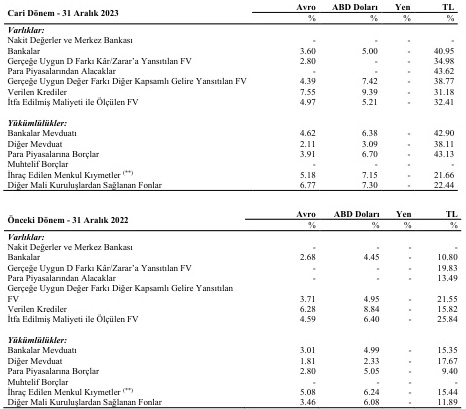 Cari Dönem - 31 Aralık 2023 Avro ABD Doları Yen TL
% % % %
Varlıklar:
Nakit Değerler ve Merkez Bankası - - - -
Bankalar 3.60 5.00 - 40.95
Gerçeğe Uygun D Farkı Kâr/Zarar'a Yansıtılan FV 2.80 - - 34.98
Para Piyasalarından Alacaklar - - - 43.62
Gerçeğe Uygun Değer Farkı Diğer Kapsamlı Gelire Yansıtılan FV 4.39 7.42 - 38.77
Verilen Krediler 7.55 9.39 - 31.18
İtfa Edilmiş Maliyeti ile Ölçülen FV 4.97 5.21 - 32.41
Yükümlülükler:
Bankalar Mevduatı 4.62 6.38 - 42.90
Diğer Mevduat 2.11 3.09 - 38.11
Para Piyasalarına Borçlar 3.91 6.70 - 43.13
Muhtelif Borçlar - - - -
İhraç Edilen Menkul Kıymetler (**) 5.18 7.15 - 21.66
Diğer Mali Kuruluşlardan Sağlanan Fonlar 6.77 7.30 - 22.44
Önceki Dönem - 31 Aralık 2022 Avro ABD Doları Yen TL
% % % %
Varlıklar:
Nakit Değerler ve Merkez Bankası - - - -
Bankalar 2.68 4.45 - 10.80
Gerçeğe Uygun D Farkı Kâr/Zarar'a Yansıtılan FV - - - 19.83
Para Piyasalarından Alacaklar - - - 13.49
Gerçeğe Uygun Değer Farkı Diğer Kapsamlı Gelire Yansıtılan
FV 3.71 4.95 - 21.55
Verilen Krediler 6.28 8.84 - 15.82
İtfa Edilmiş Maliyeti ile Ölçülen FV 4.59 6.40 - 25.84
Yükümlülükler:
Bankalar Mevduatı 3.01 4.99 - 15.35
Diğer Mevduat 1.81 2.33 - 17.67
Para Piyasalarına Borçlar 2.80 5.05 - 9.40
Muhtelif Borçlar - - - -
İhraç Edilen Menkul Kıymetler (**) 5.08 6.24 - 15.44
Diğer Mali Kuruluşlardan Sağlanan Fonlar 3.46 6.08 - 11.89